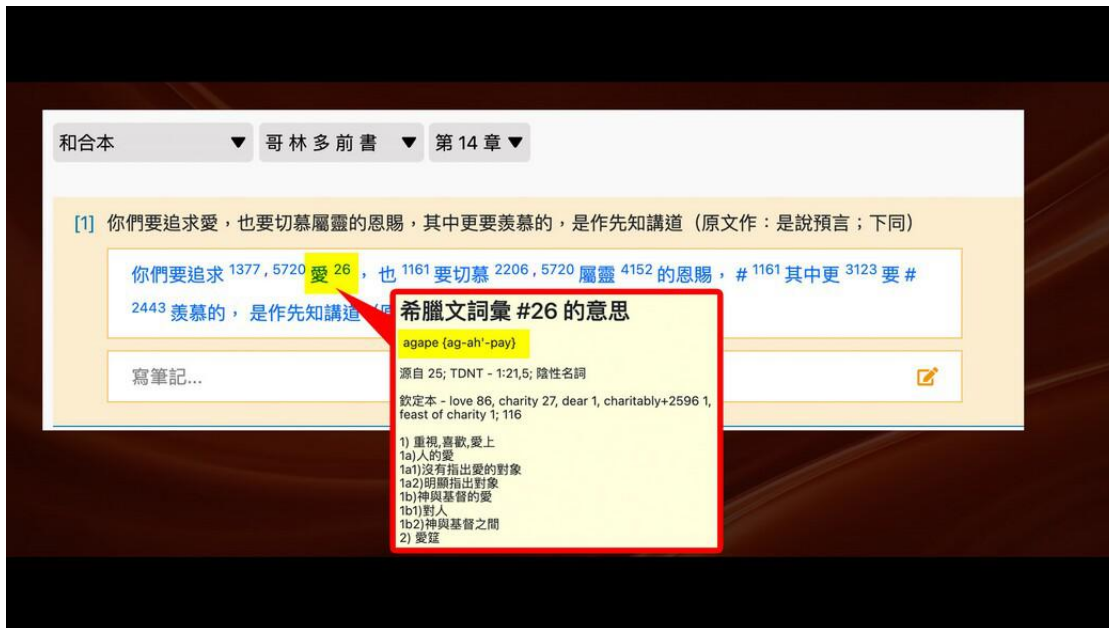 和合本 ▼ 哥林多前書 ▼ 第 14 章 ▼
[1] 你們要追求愛，也要切慕屬靈的恩賜，其中更要羨慕的，是作先知講道（原文作：是說預言；下同）
你們要追求 1377 , 5720 愛 26 ， 也 1161 要切慕 2206 , 5720 屬靈 4152 的恩賜， # 1161 其中更 3123 要 #
2443 羨慕的， 是作先知講道
希臘文詞彙 #26 的意思
agape {ag-ah'-pay}
源自 25; TDNT - 1:21,5; 陰性名詞
欽定本 - love 86, charity 27, dear 1, charitably+2596 1,
feast of charity 1; 116
1) 重視,喜歡,愛上
1a)人的愛
1a1)沒有指出愛的對象
1a2)明顯指出對象
1b)神與基督的愛
1b1)對人
1b2)神與基督之間
2) 愛筵
寫筆記...